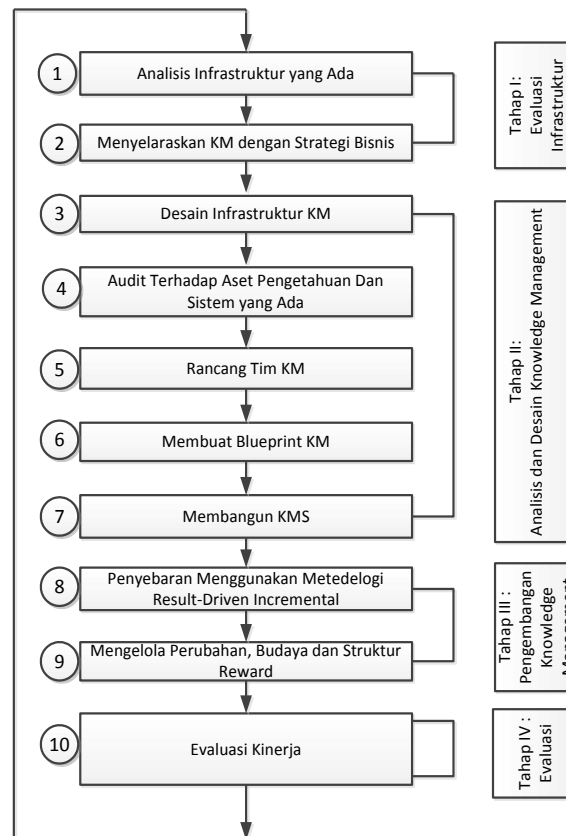 1
Analisis Infrastruktur yang Ada
2
Menyelaraskan KM dengan Strategi Bisnis
Tahap I:
Evaluasi
Infrastruktur
3
Desain Infrastruktur KM
4
Audit Terhadap Aset Pengetahuan Dan
Sistem yang Ada
5
Rancang Tim KM
6
Membuat Blueprint KM
7
Membangun KMS
Tahap II:
Analisis dan Desain Knowledge Management
8
Penyebaran Menggunakan Metedelogi
Result-Driven Incremental
9
Mengelola Perubahan, Budaya dan Struktur
Reward
Tahap III :
Pengembangan
Knowledge
Management
10
Evaluasi Kinerja
Tahap IV :
Evaluasi